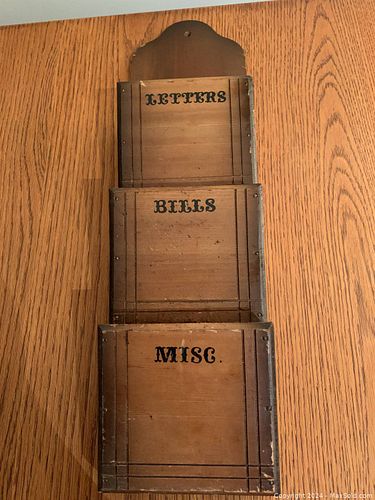 LETTERS
BILLS
MISC.
Copyright 2024 - MaxSold.com